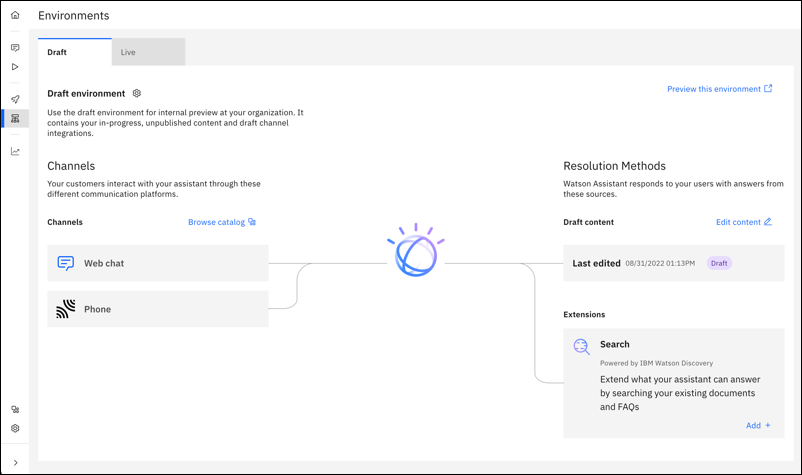 Environments
Draft
Live
Draft environment
Preview this environment
Use the draft environment for internal preview at your organization. It
contains your in-progress, unpublished content and draft channel
integrations.
Channels
Your customers interact with your assistant through these
different communication platforms.
Channels
Browse catalog
Web chat
Phone
Resolution Methods
Watson Assistant responds to your users with answers from
these sources.
Draft content
Edit content
Last edited 08/31/2022 01:13PM Draft
Extensions
Search
Powered by IBM Watson Discovery
Extend what your assistant can answer
by searching your existing documents
and FAQs
Add +